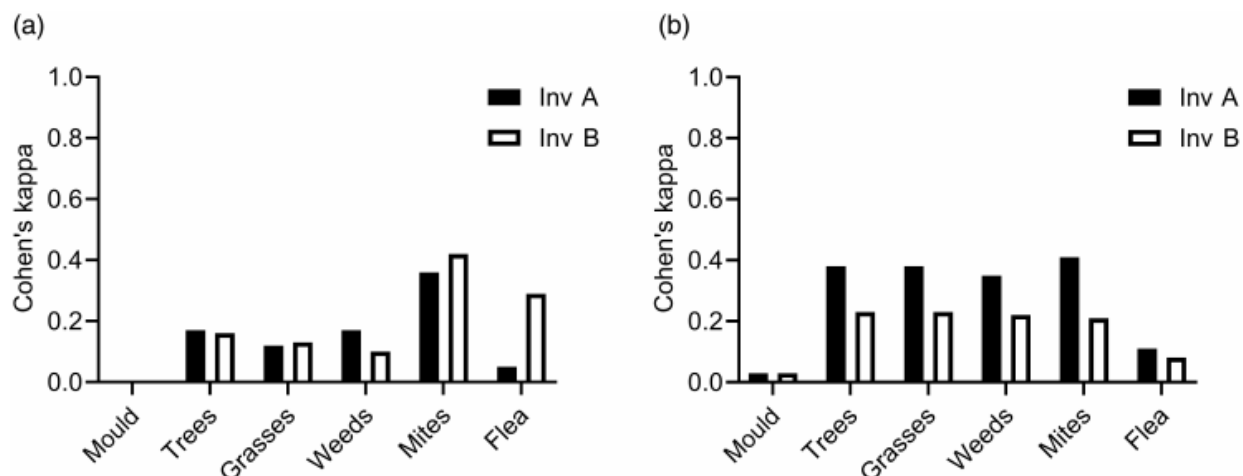 (a)
Cohen's kappa
1.0
0.8
0.6
0.4
0.2
0.0
Inv A
Inv B
Mould
Trees
Grasses
Weeds
Mites
Flea
(b)
Cohen's kappa
1.0
0.8
0.6
0.4
0.2
0.0
Inv A
Inv B
Mould
Trees
Grasses
Weeds
Mites
Flea